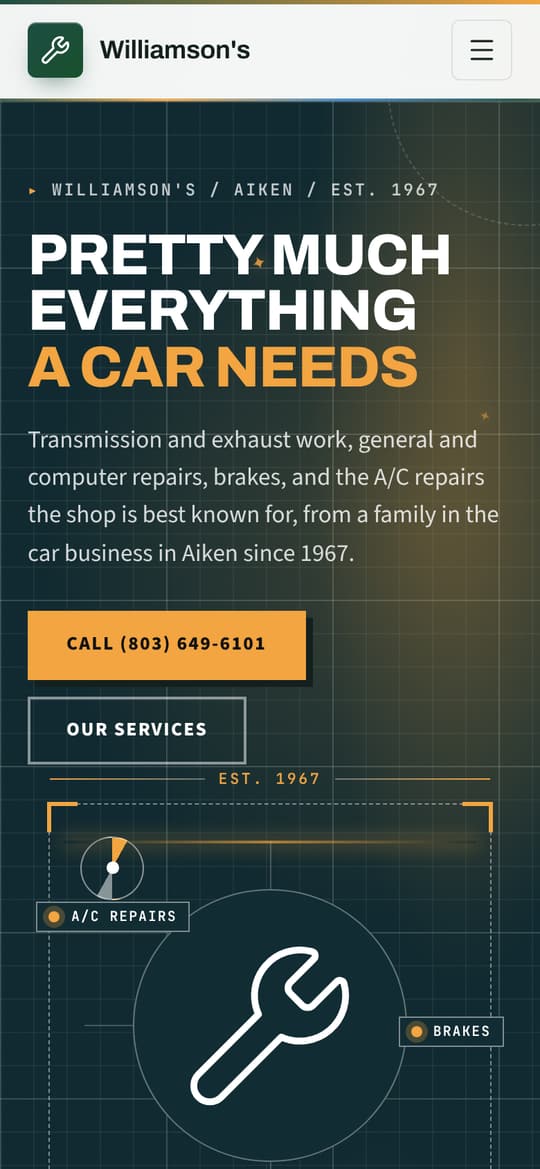 Williamson's
WILLIAMSON'S / AIKEN / EST. 1967
PRETTY MUCH
EVERYTHING
A CAR NEEDS
Transmission and exhaust work, general and
computer repairs, brakes, and the A/C repairs
the shop is best known for, from a family in the
car business in Aiken since 1967.
CALL (803) 649-6101
OUR SERVICES
EST. 1967
A/C REPAIRS
BRAKES